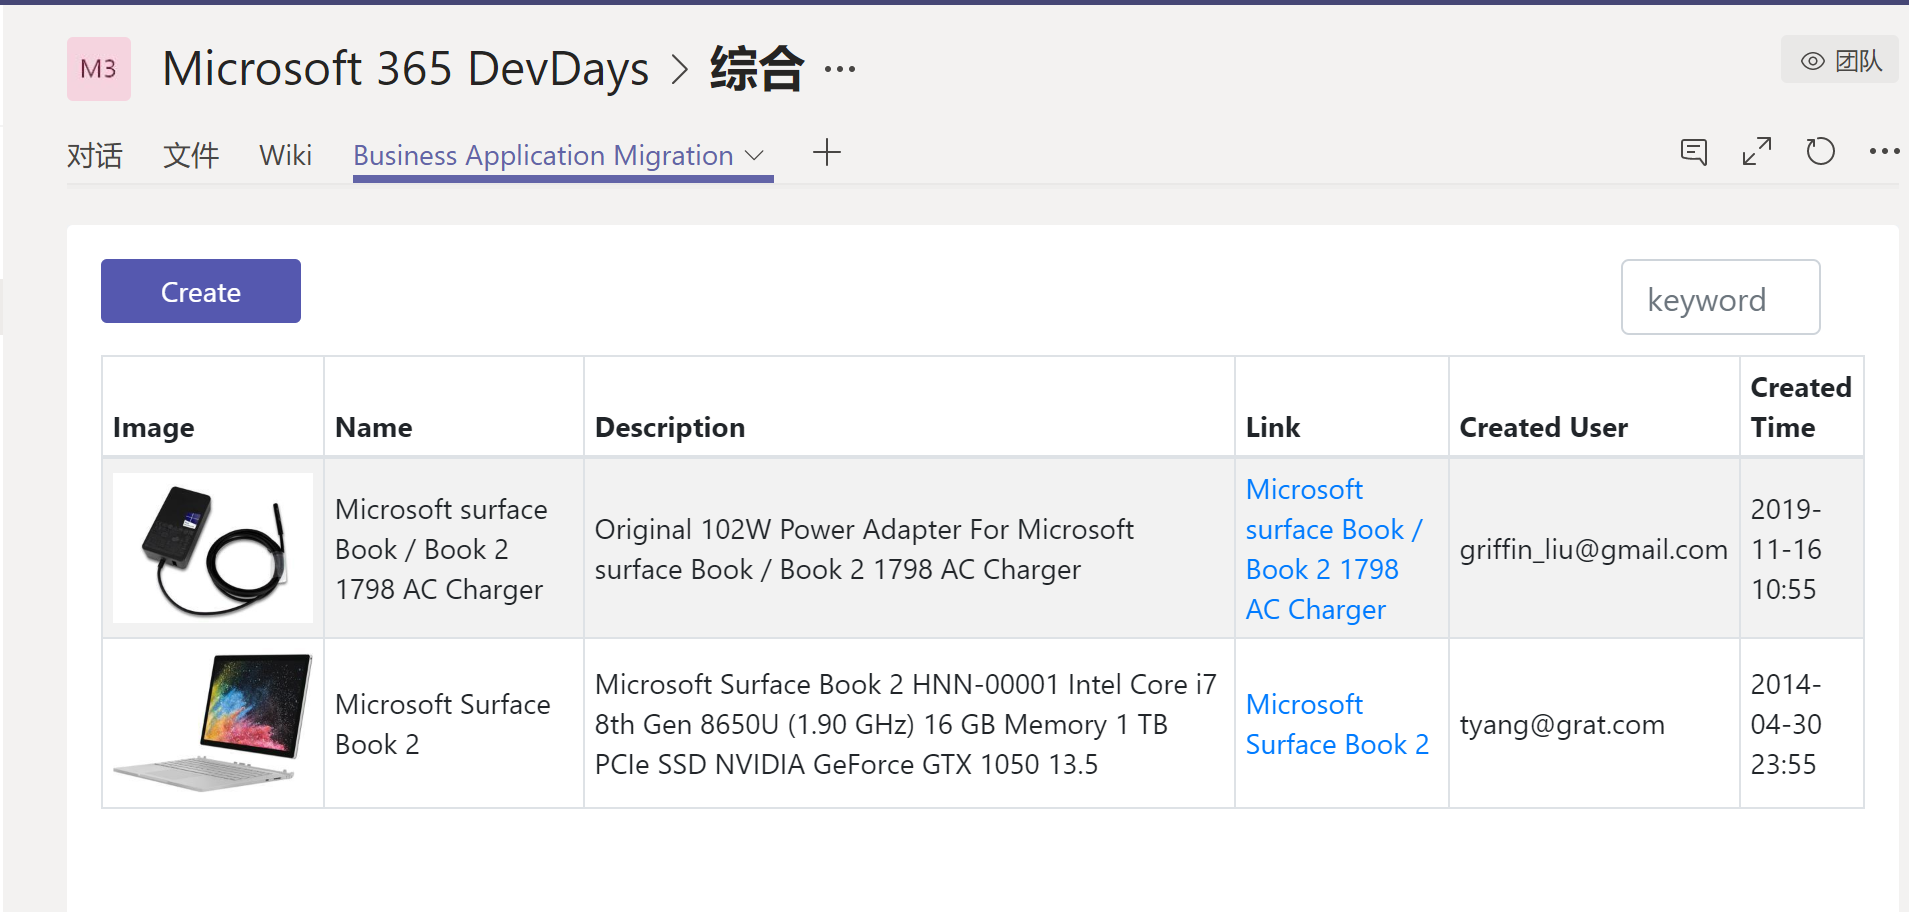 M3 Microsoft 365 DevDays > 综合 ···
团队
对话 文件 Wiki Business Application Migration
Create
keyword
Image Name Description Link Created User Created Time
Microsoft surface
Book / Book 2
1798 AC Charger
Original 102W Power Adapter For Microsoft
surface Book / Book 2 1798 AC Charger
Microsoft
surface Book /
Book 2 1798
AC Charger
griffin_liu@gmail.com
2019-
11-16
10:55
Microsoft Surface
Book 2
Microsoft Surface Book 2 HNN-00001 Intel Core i7
8th Gen 8650U (1.90 GHz) 16 GB Memory 1 TB
PCIe SSD NVIDIA GeForce GTX 1050 13.5
Microsoft
Surface Book 2
tyang@grat.com
2014-
04-30
23:55